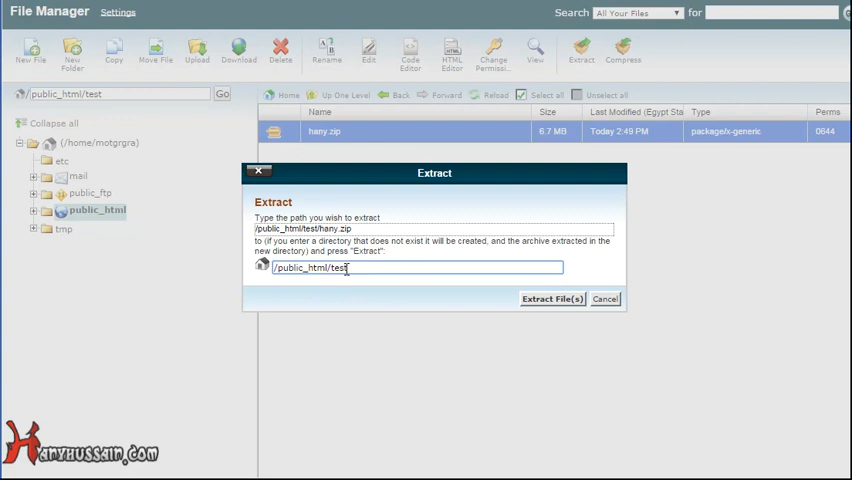 File Manager
Settings
Search
All Your Files
for
New File
New Folder
Copy
Move File
Upload
Download
Delete
Rename
Edit
Code Editor
HTML Editor
Change Permissi...
View
Extract
Compress
/public_html/test
Go
Home
Up One Level
Back
Forward
Reload
Select all
Unselect all
Collapse all
Name
Size
Last Modified (Egypt Sta
Type
Perms
hany.zip
6.7 MB
Today 2:49 PM
package/x-generic
0644
(/home/motgrgra)
etc
mail
public_ftp
public_html
tmp
Extract
Extract
Type the path you wish to extract
/public_html/test/hany.zip
to (if you enter a directory that does not exist it will be created, and the archive extracted in the
new directory) and press "Extract":
/public_html/test
Extract File(s)
Cancel
HANYHUSSAIN.COM